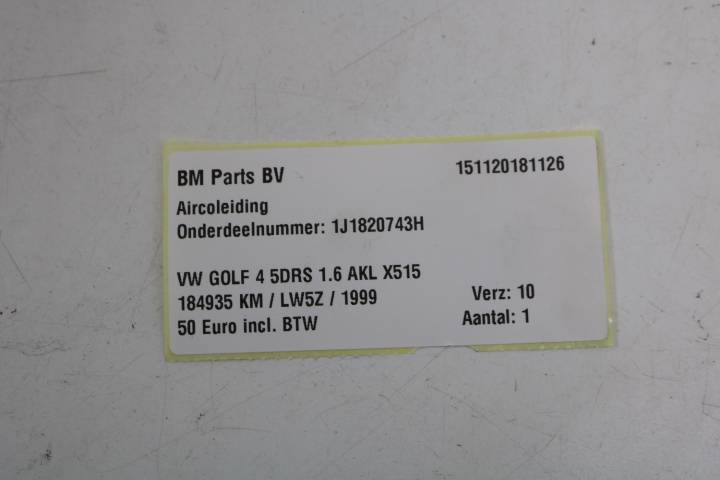 BM Parts BV 151120181126
Aircoleiding
Onderdeelnummer: 1J1820743H
VW GOLF 4 5DRS 1.6 AKL X515
184935 KM / LW5Z / 1999 Verz: 10
50 Euro incl. BTW Aantal: 1